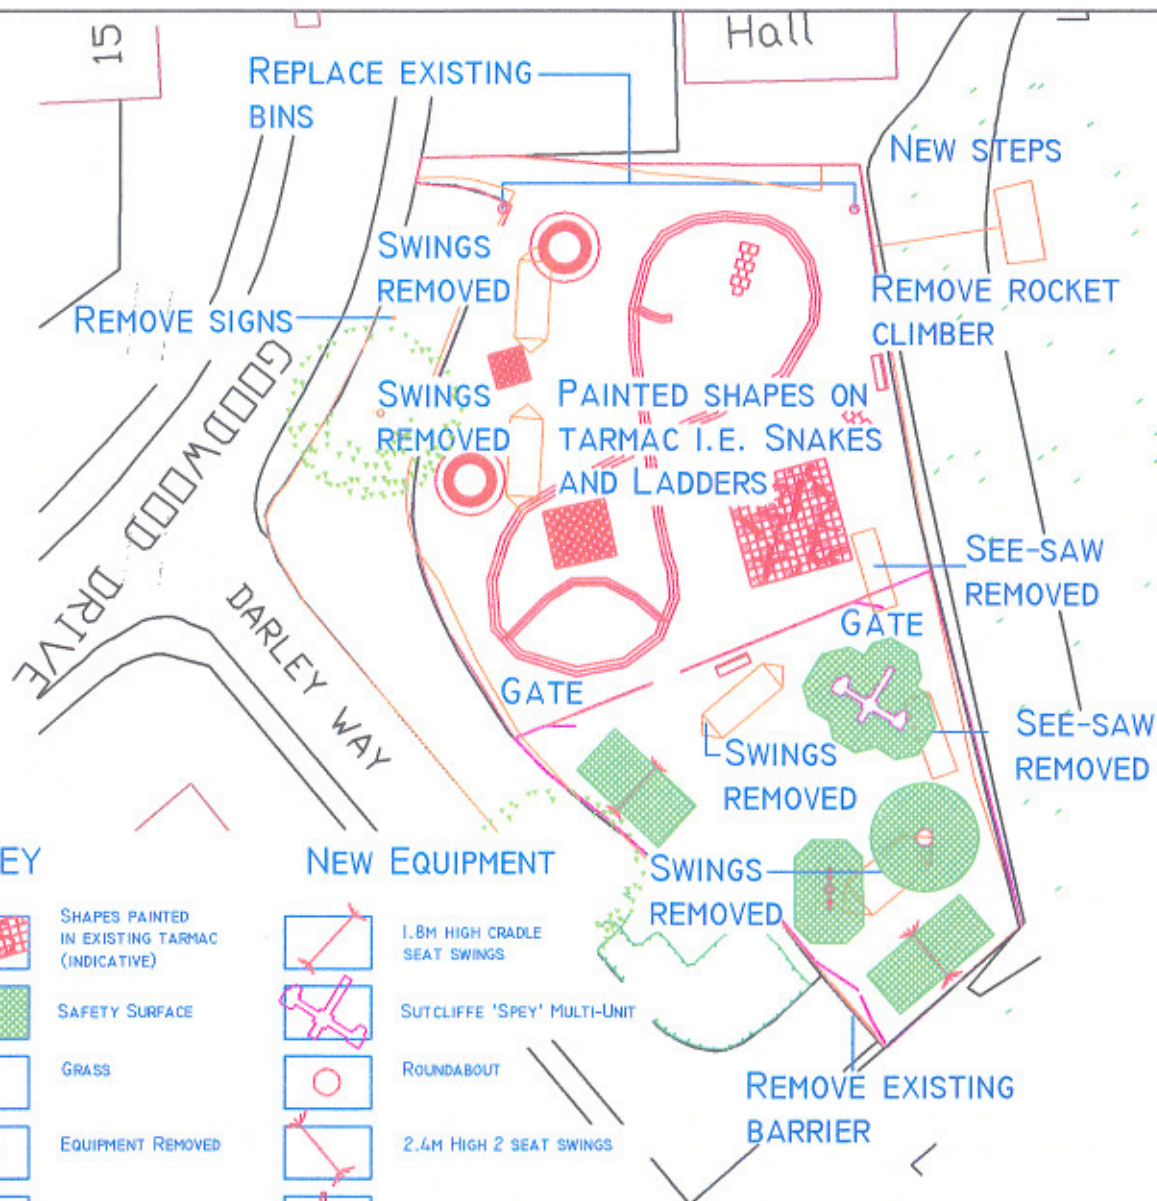 15
Hall
REPLACE EXISTING
BINS
NEW STEPS
SWINGS
REMOVED
REMOVE SIGNS
REMOVE ROCKET
CLIMBER
GOODWOOD DRIVE
SWINGS
REMOVED
PAINTED SHAPES ON
TARMAC I.E. SNAKES
AND LADDERS
SEE-SAW
REMOVED
DARLEY WAY
GATE
GATE
SWINGS
REMOVED
SEE-SAW
REMOVED
SWINGS
REMOVED
REMOVE EXISTING
BARRIER
EY
SHAPES PAINTED
IN EXISTING TARMAC
(INDICATIVE)
SAFETY SURFACE
GRASS
EQUIPMENT REMOVED
NEW EQUIPMENT
1.8M HIGH CRADLE
SEAT SWINGS
SUTCLIFFE 'SPEY' MULTI-UNIT
ROUNDABOUT
2.4M HIGH 2 SEAT SWINGS